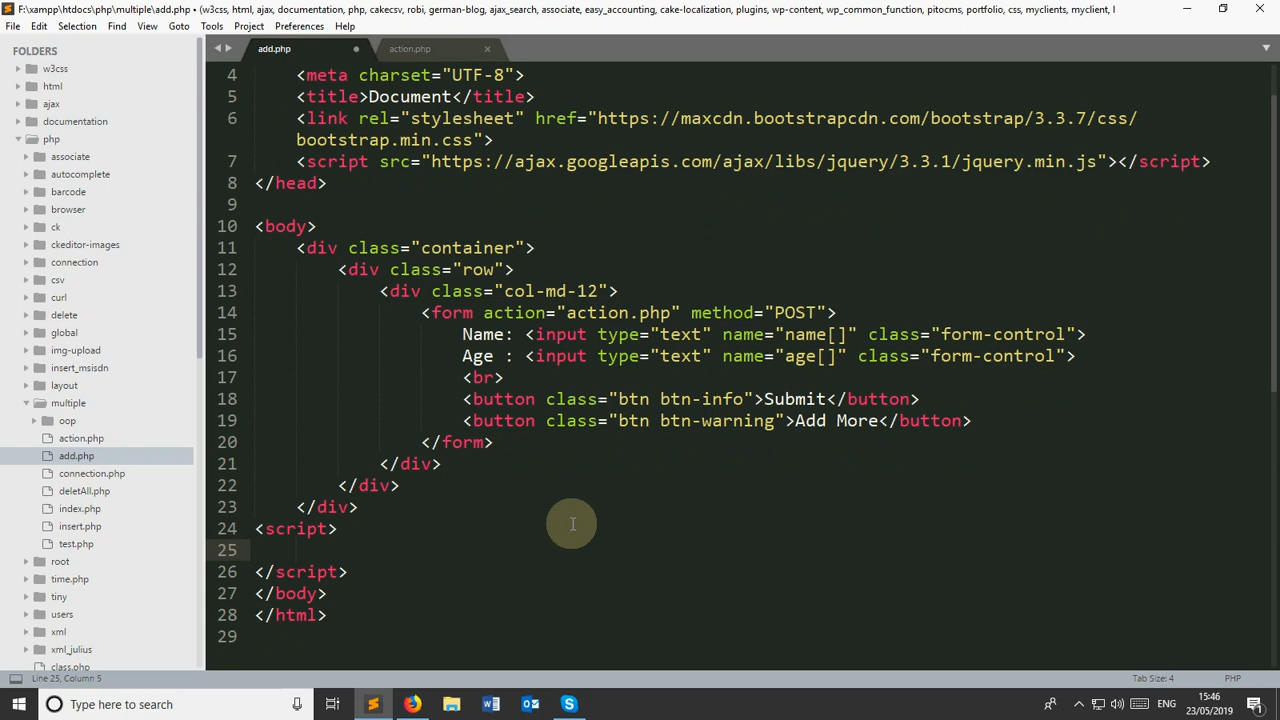 F:\xampp\htdocs\php\multiple\add.php • (w3css, html, ajax, documentation, php, cakecsv, robi, german-blog, ajax_search, associate, easy_accounting, cake-localization, plugins, wp-content, wp_common_function, pitocms, portfolio, css, myclients, myclient, l
File Edit Selection Find View Goto Tools Project Preferences Help
FOLDERS
w3css
html
ajax
documentation
php
associate
autocomplete
barcode
browser
ck
ckeditor-images
connection
csv
curl
delete
global
img-upload
insert_msisdn
layout
multiple
oop
action.php
add.php
connection.php
deletAll.php
index.php
insert.php
test.php
root
time.php
tiny
users
xml
xml_julius
class.php
add.php action.php
4 <meta charset="UTF-8">
5 <title>Document</title>
6 <link rel="stylesheet" href="https://maxcdn.bootstrapcdn.com/bootstrap/3.3.7/css/
bootstrap.min.css">
7 <script src="https://ajax.googleapis.com/ajax/libs/jquery/3.3.1/jquery.min.js"></script>
8 </head>
9
10 <body>
11 <div class="container">
12 <div class="row">
13 <div class="col-md-12">
14 <form action="action.php" method="POST">
15 Name: <input type="text" name="name[]" class="form-control">
16 Age : <input type="text" name="age[]" class="form-control">
17 <br>
18 <button class="btn btn-info">Submit</button>
19 <button class="btn btn-warning">Add More</button>
20 </form>
21 </div>
22 </div>
23 </div>
24 <script>
25
26 </script>
27 </body>
28 </html>
29
Line 25, Column 5 Tab Size: 4 PHP
Type here to search
ENG
15:46
23/05/2019